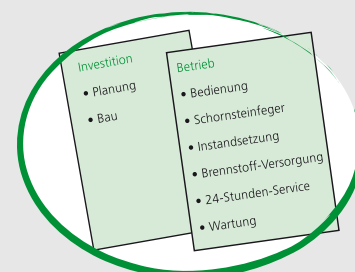 Investition
• Planung
• Bau
Betrieb
• Bedienung
• Schornsteinfeger
• Instandsetzung
• Brennstoff-Versorgung
• 24-Stunden-Service
• Wartung